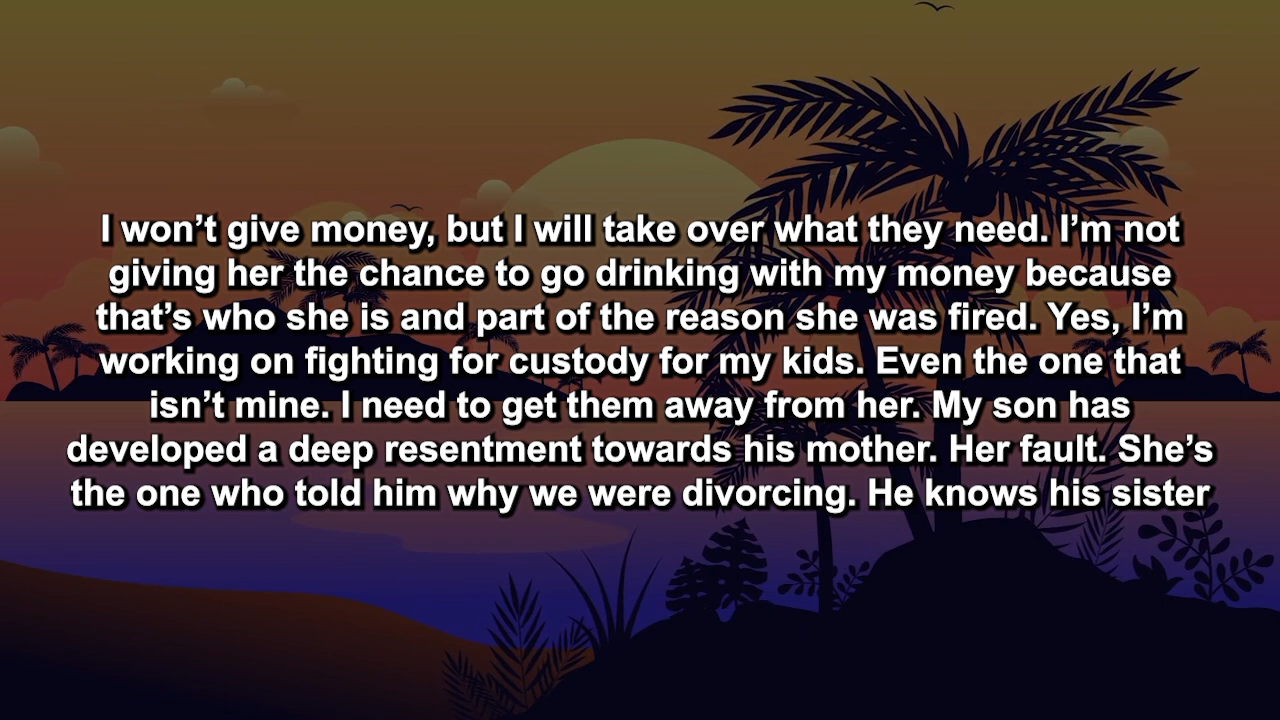 I won’t give money, but I will take over what they need. I’m not
giving her the chance to go drinking with my money because
that’s who she is and part of the reason she was fired. Yes, I’m
working on fighting for custody for my kids. Even the one that
isn’t mine. I need to get them away from her. My son has
developed a deep resentment towards his mother. Her fault. She’s
the one who told him why we were divorcing. He knows his sister